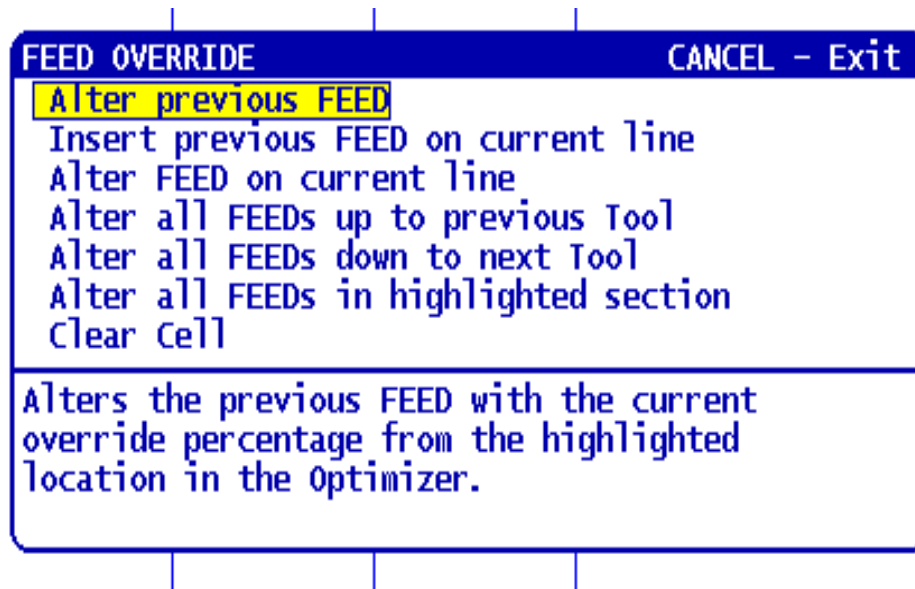 FEED OVERRIDE CANCEL - Exit
Alter previous FEED
Insert previous FEED on current line
Alter FEED on current line
Alter all FEEDs up to previous Tool
Alter all FEEDs down to next Tool
Alter all FEEDs in highlighted section
Clear Cell
Alters the previous FEED with the current
override percentage from the highlighted
location in the Optimizer.